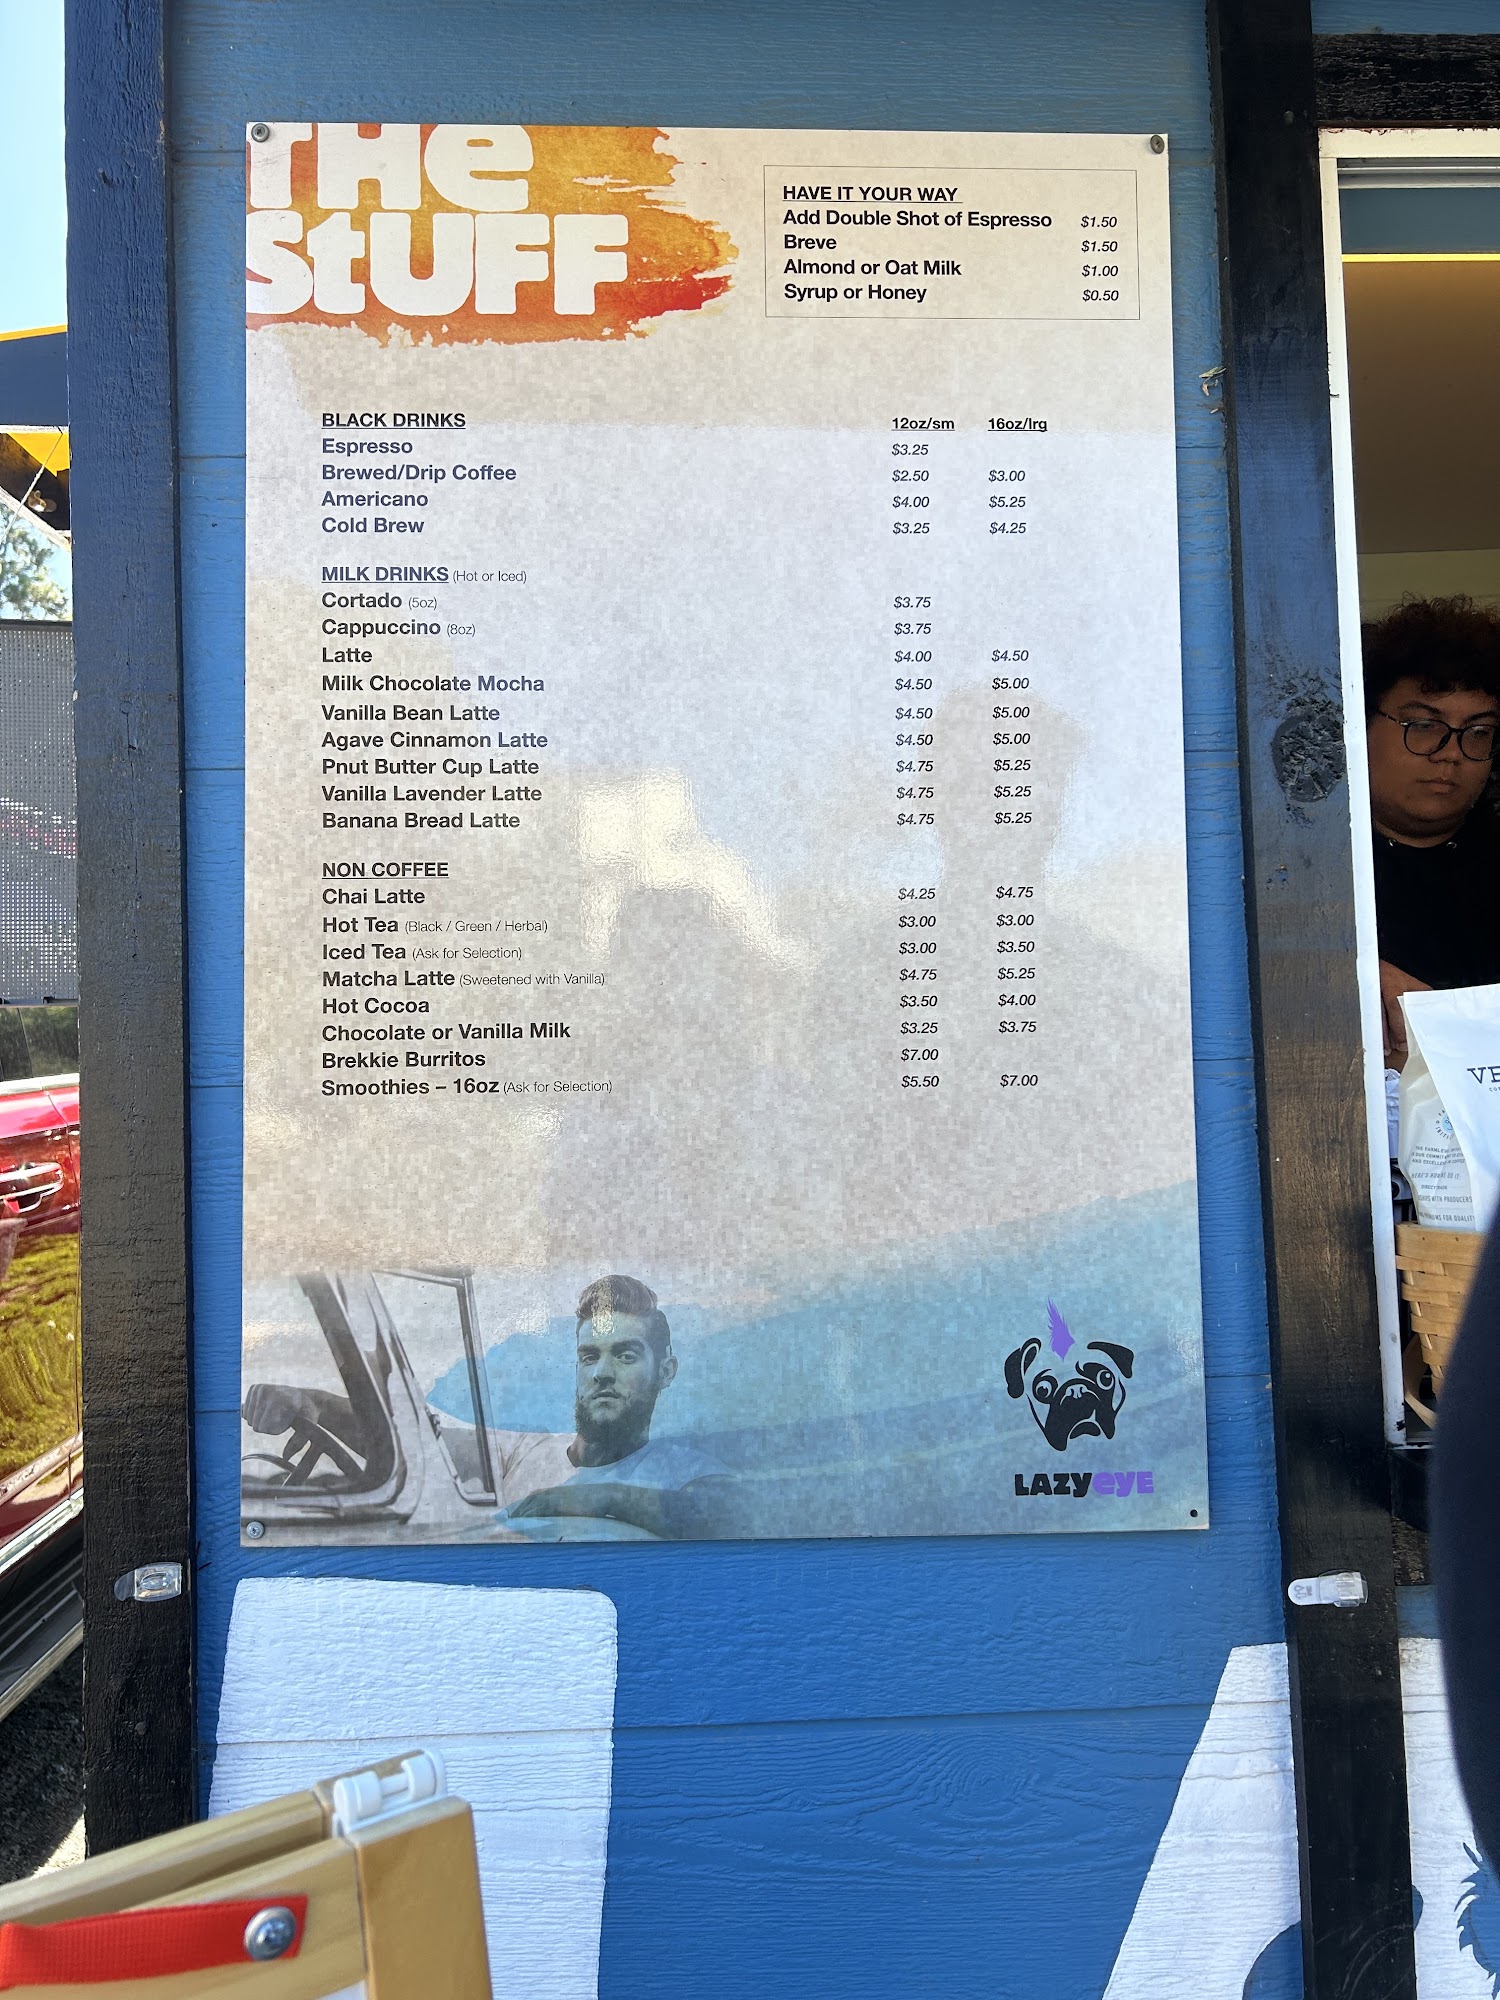 THe
StUFF
HAVE IT YOUR WAY
Add Double Shot of Espresso $1.50
Breve $1.50
Almond or Oat Milk $1.00
Syrup or Honey $0.50
BLACK DRINKS 12oz/sm 16oz/lrg
Espresso $3.25
Brewed/Drip Coffee $2.50 $3.00
Americano $4.00 $5.25
Cold Brew $3.25 $4.25
MILK DRINKS (Hot or Iced)
Cortado (5oz) $3.75
Cappuccino (8oz) $3.75
Latte $4.00 $4.50
Milk Chocolate Mocha $4.50 $5.00
Vanilla Bean Latte $4.50 $5.00
Agave Cinnamon Latte $4.50 $5.00
Pnut Butter Cup Latte $4.75 $5.25
Vanilla Lavender Latte $4.75 $5.25
Banana Bread Latte $4.75 $5.25
NON COFFEE
Chai Latte $4.25 $4.75
Hot Tea (Black / Green / Herbal) $3.00 $3.00
Iced Tea (Ask for Selection) $3.00 $3.50
Matcha Latte (Sweetened with Vanilla) $4.75 $5.25
Hot Cocoa $3.50 $4.00
Chocolate or Vanilla Milk $3.25 $3.75
Brekkie Burritos $7.00
Smoothies – 16oz (Ask for Selection) $5.50 $7.00
LAZyeyE